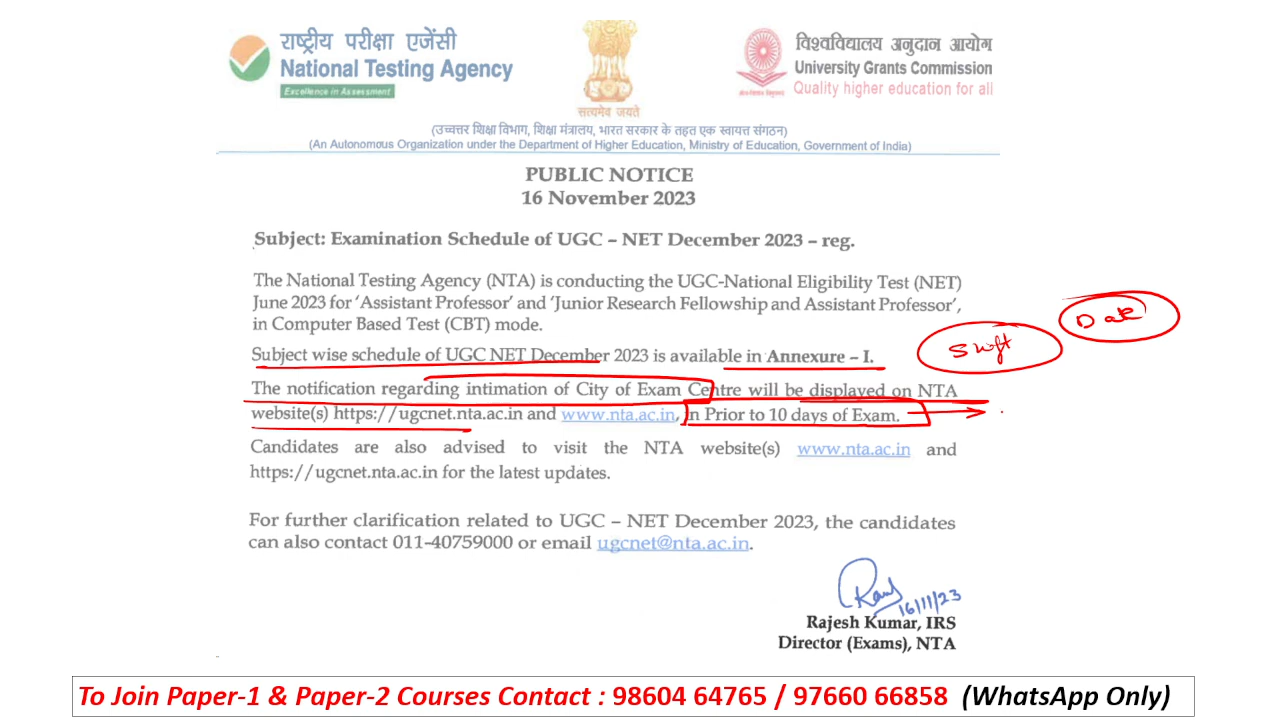 राष्ट्रीय परीक्षा एजेंसी
National Testing Agency
Excellence in Assessment
सत्यमेव जयते
विश्वविद्यालय अनुदान आयोग
University Grants Commission
Quality higher education for all
(उच्चत्तर शिक्षा विभाग, शिक्षा मंत्रालय, भारत सरकार के तहत एक स्वायत्त संगठन)
(An Autonomous Organization under the Department of Higher Education, Ministry of Education, Government of India)
PUBLIC NOTICE
16 November 2023
Subject: Examination Schedule of UGC – NET December 2023 – reg.
The National Testing Agency (NTA) is conducting the UGC-National Eligibility Test (NET)
June 2023 for 'Assistant Professor' and 'Junior Research Fellowship and Assistant Professor',
in Computer Based Test (CBT) mode.
Date
Shift
Subject wise schedule of UGC NET December 2023 is available in Annexure – I.
The notification regarding intimation of City of Exam Centre will be displayed on NTA
website(s) https://ugcnet.nta.ac.in and www.nta.ac.in, in Prior to 10 days of Exam.
Candidates are also advised to visit the NTA website(s) www.nta.ac.in and
https://ugcnet.nta.ac.in for the latest updates.
For further clarification related to UGC – NET December 2023, the candidates
can also contact 011-40759000 or email ugcnet@nta.ac.in.
16/11/23
Rajesh Kumar, IRS
Director (Exams), NTA
To Join Paper-1 & Paper-2 Courses Contact : 98604 64765 / 97660 66858 (WhatsApp Only)